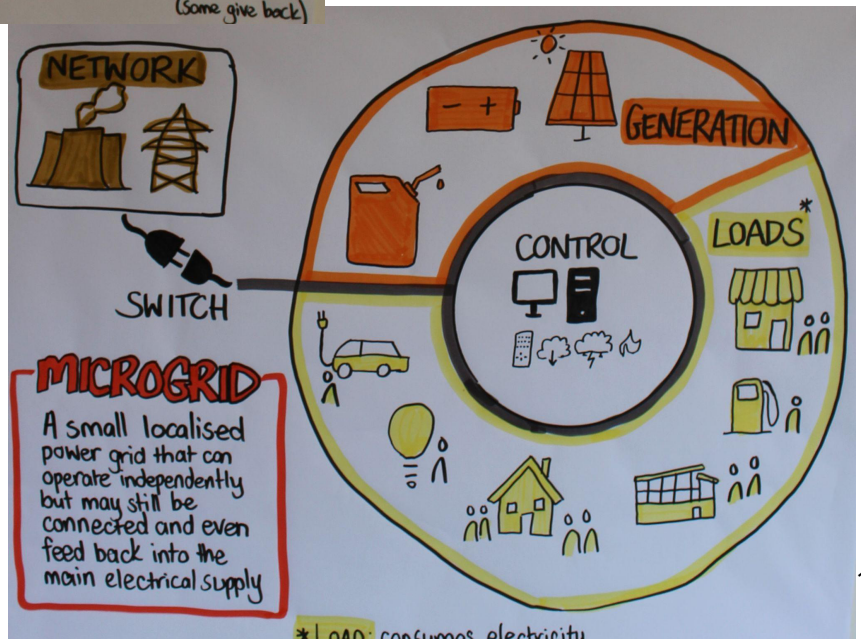 (some give back)
NETWORK
GENERATION
LOADS*
CONTROL
SWITCH
MICROGRID
A small localised
power grid that can
operate independently
but may still be
connected and even
feed back into the
main electrical supply
*LOAD: consumes electricity